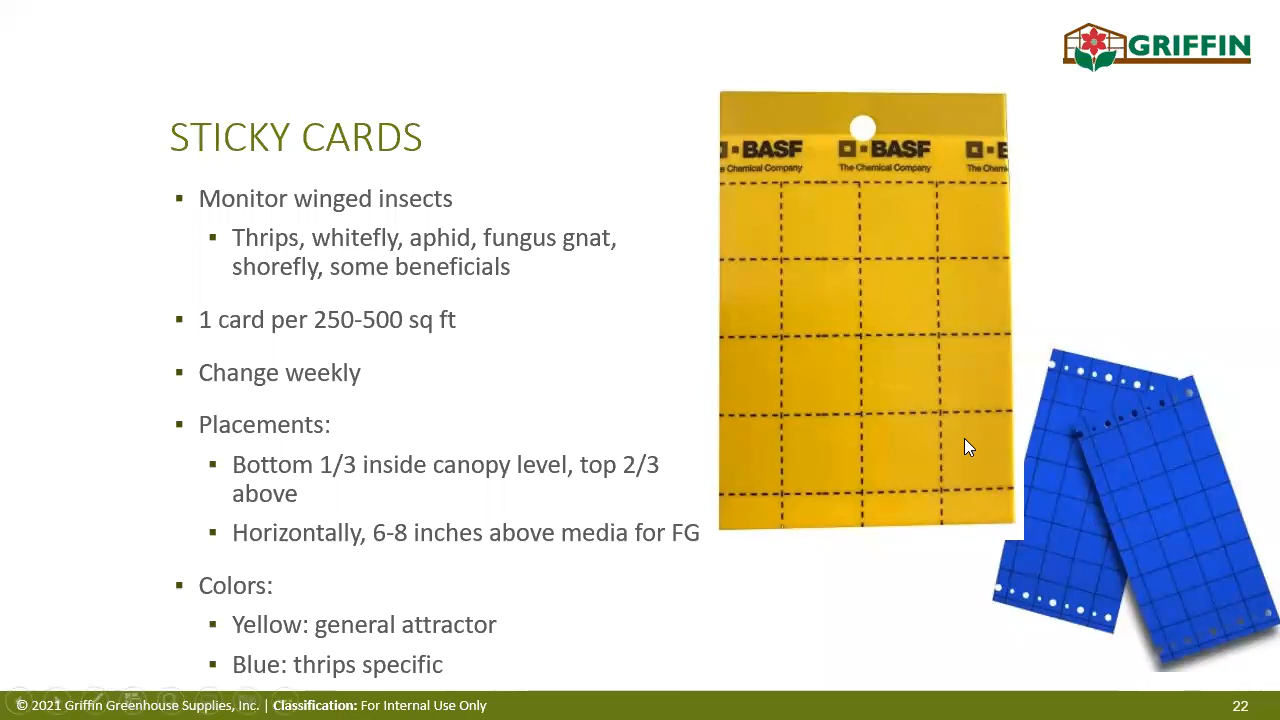 GRIFFIN
STICKY CARDS
▪ Monitor winged insects
▪ Thrips, whitefly, aphid, fungus gnat,
shorefly, some beneficials
▪ 1 card per 250-500 sq ft
▪ Change weekly
▪ Placements:
▪ Bottom 1/3 inside canopy level, top 2/3
above
▪ Horizontally, 6-8 inches above media for FG
▪ Colors:
▪ Yellow: general attractor
▪ Blue: thrips specific
BASF BASF B
e Chemical Company The Chemical Company The Chemic
© 2021 Griffin Greenhouse Supplies, Inc. | Classification: For Internal Use Only
22